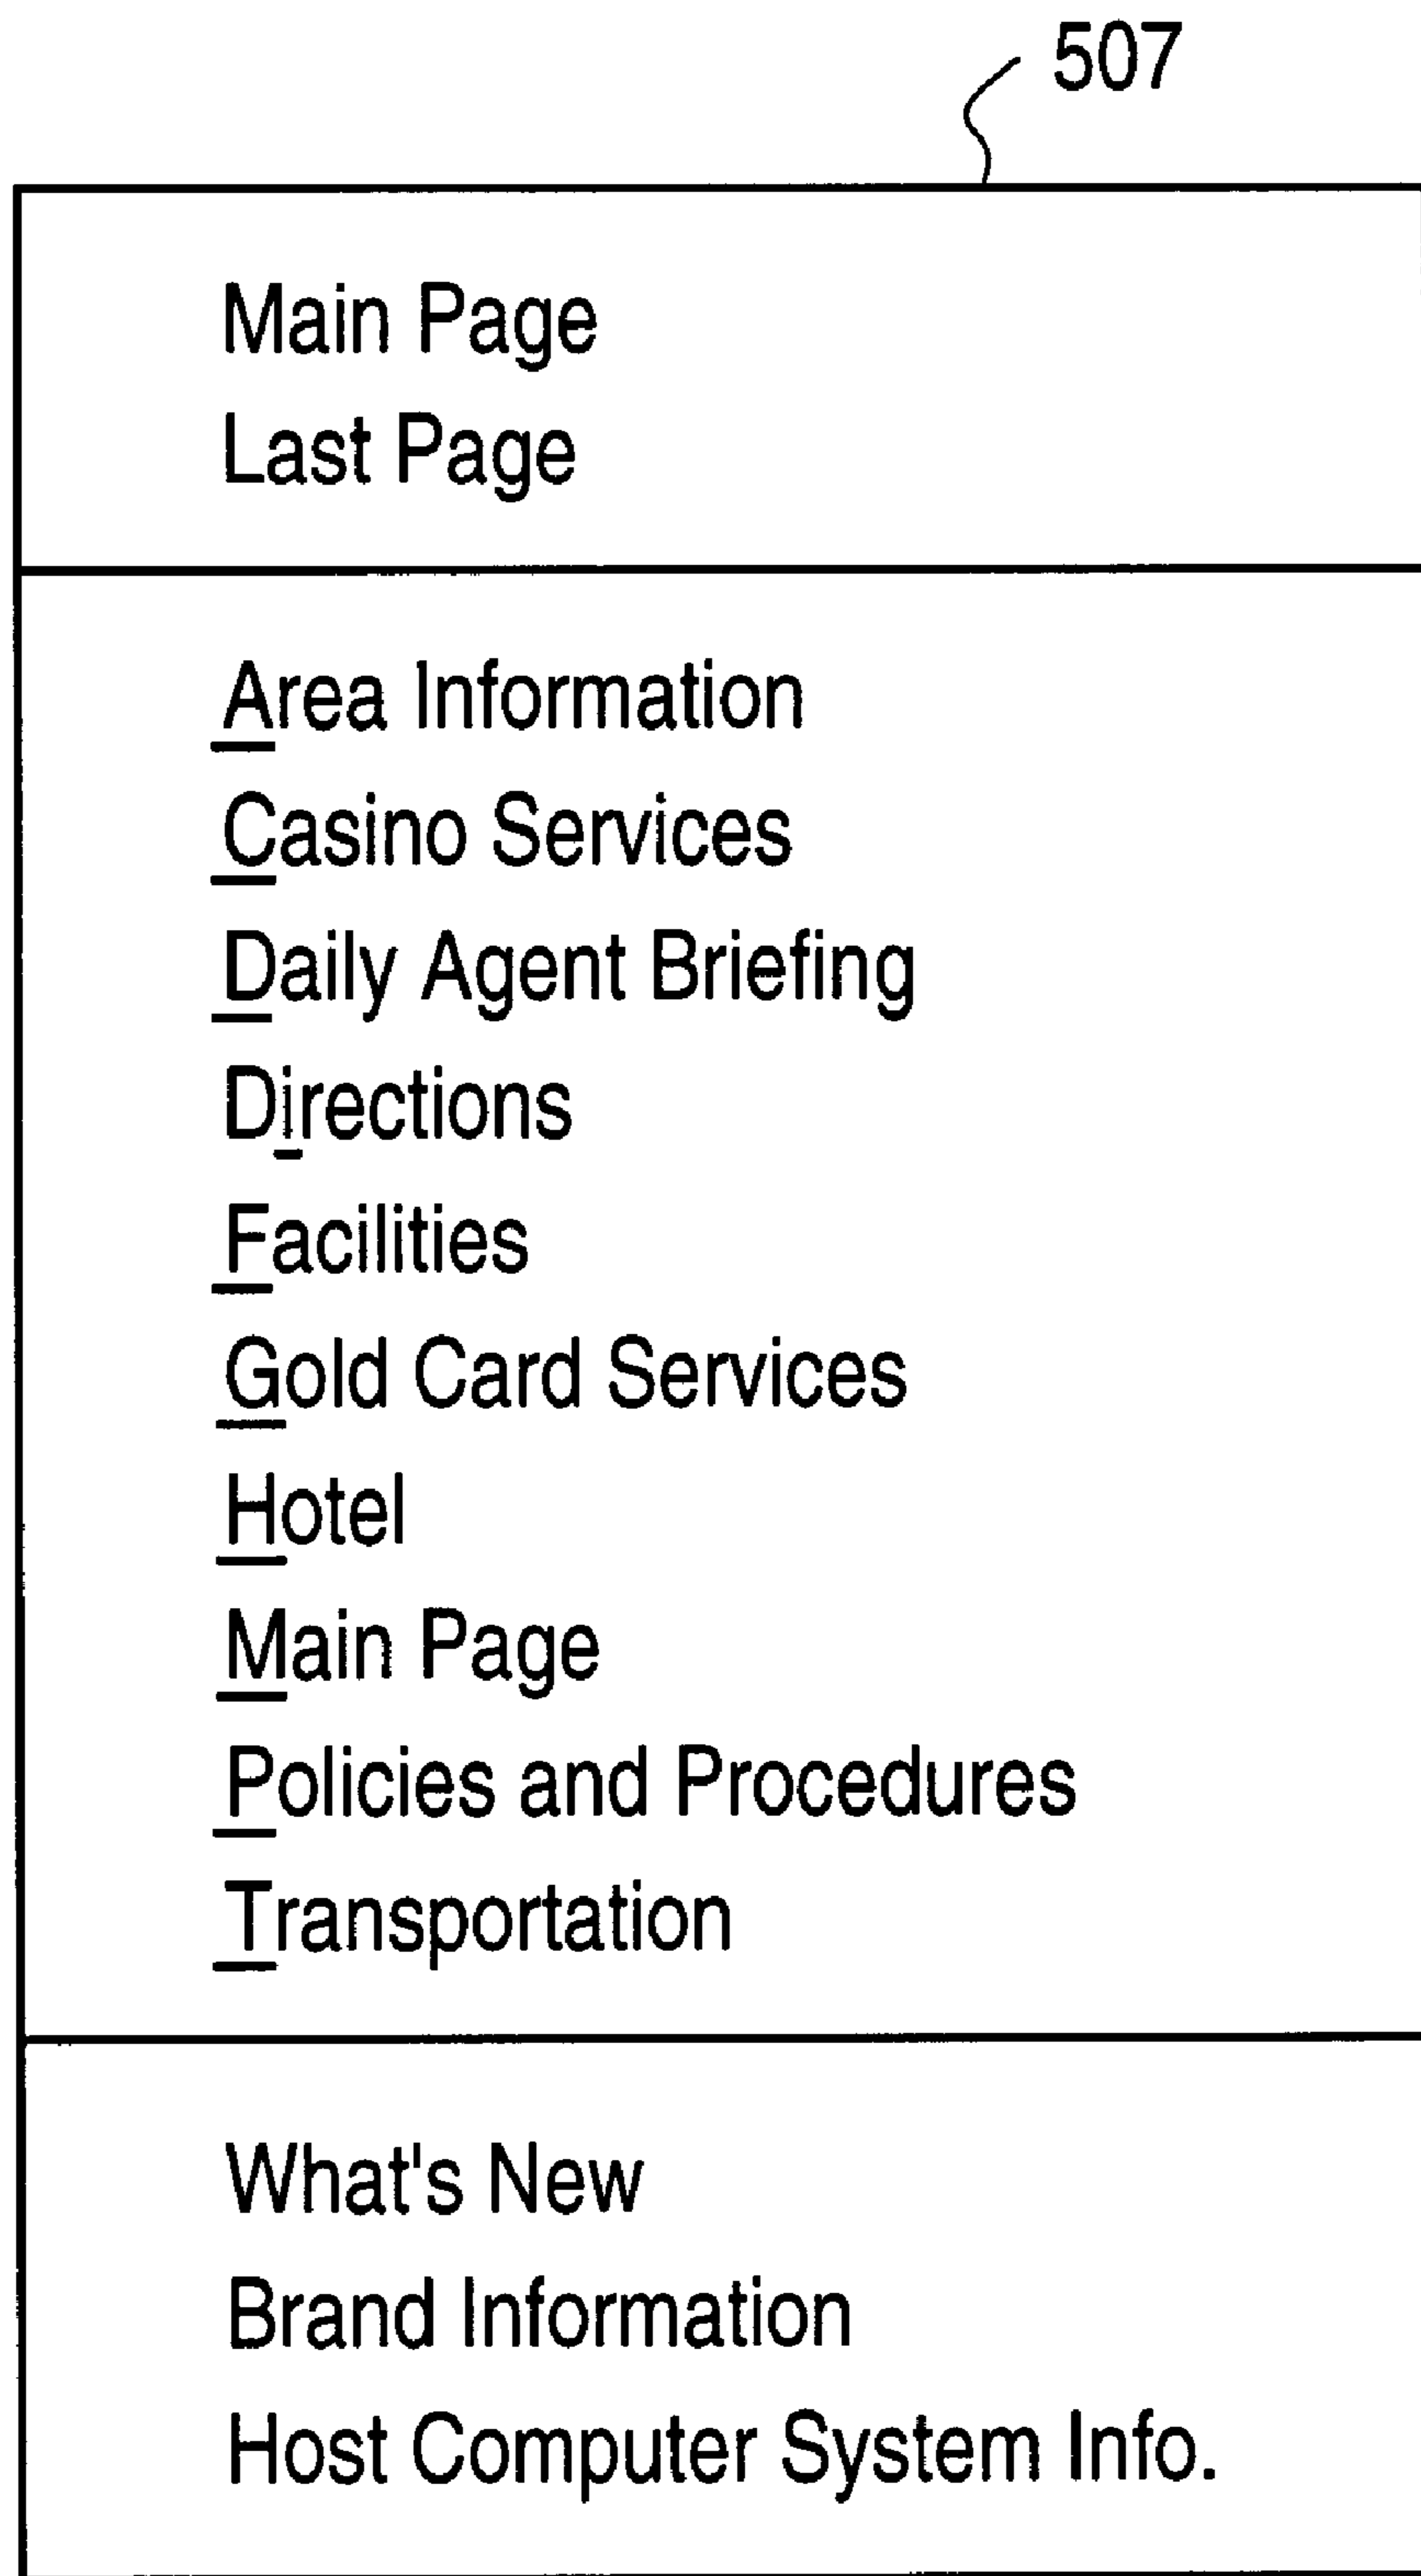 507
Main Page
Last Page
Area Information
Casino Services
Daily Agent Briefing
Directions
Facilities
Gold Card Services
Hotel
Main Page
Policies and Procedures
Transportation
What's New
Brand Information
Host Computer System Info.